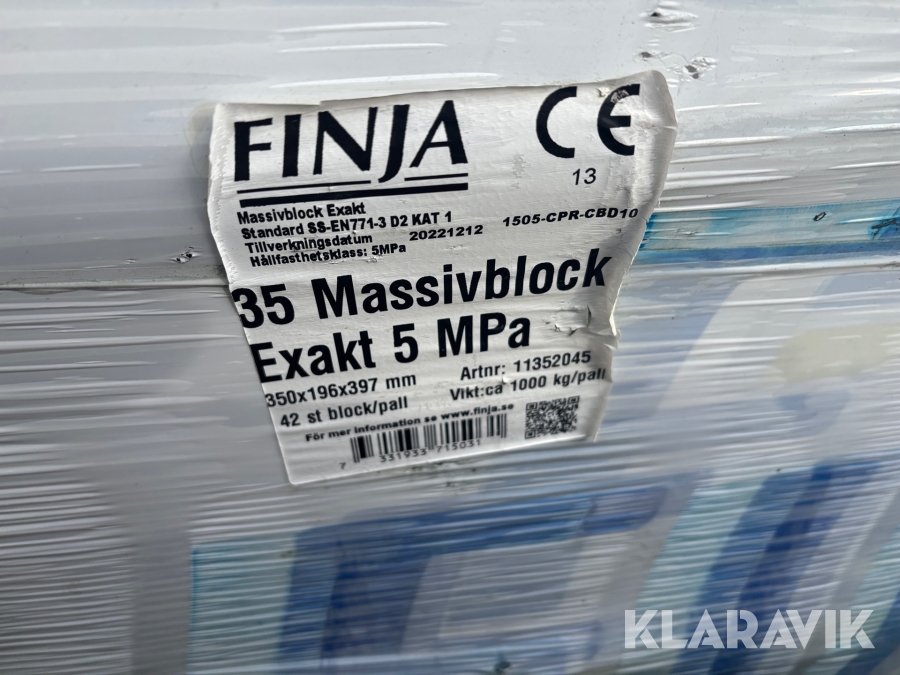 FINJA
CE
13
Massivblock Exakt
Standard SS-EN771-3 D2 KAT 1
Tillverkningsdatum 20221212 1505-CPR-CBD10
Hållfasthetsklass: 5MPa
35 Massivblock
Exakt 5 MPa
350x196x397 mm Artnr: 11352045
42 st block/pall Vikt:ca 1000 kg/pall
För mer information se www.finja.se
7 331933 715031
KLARAVIK